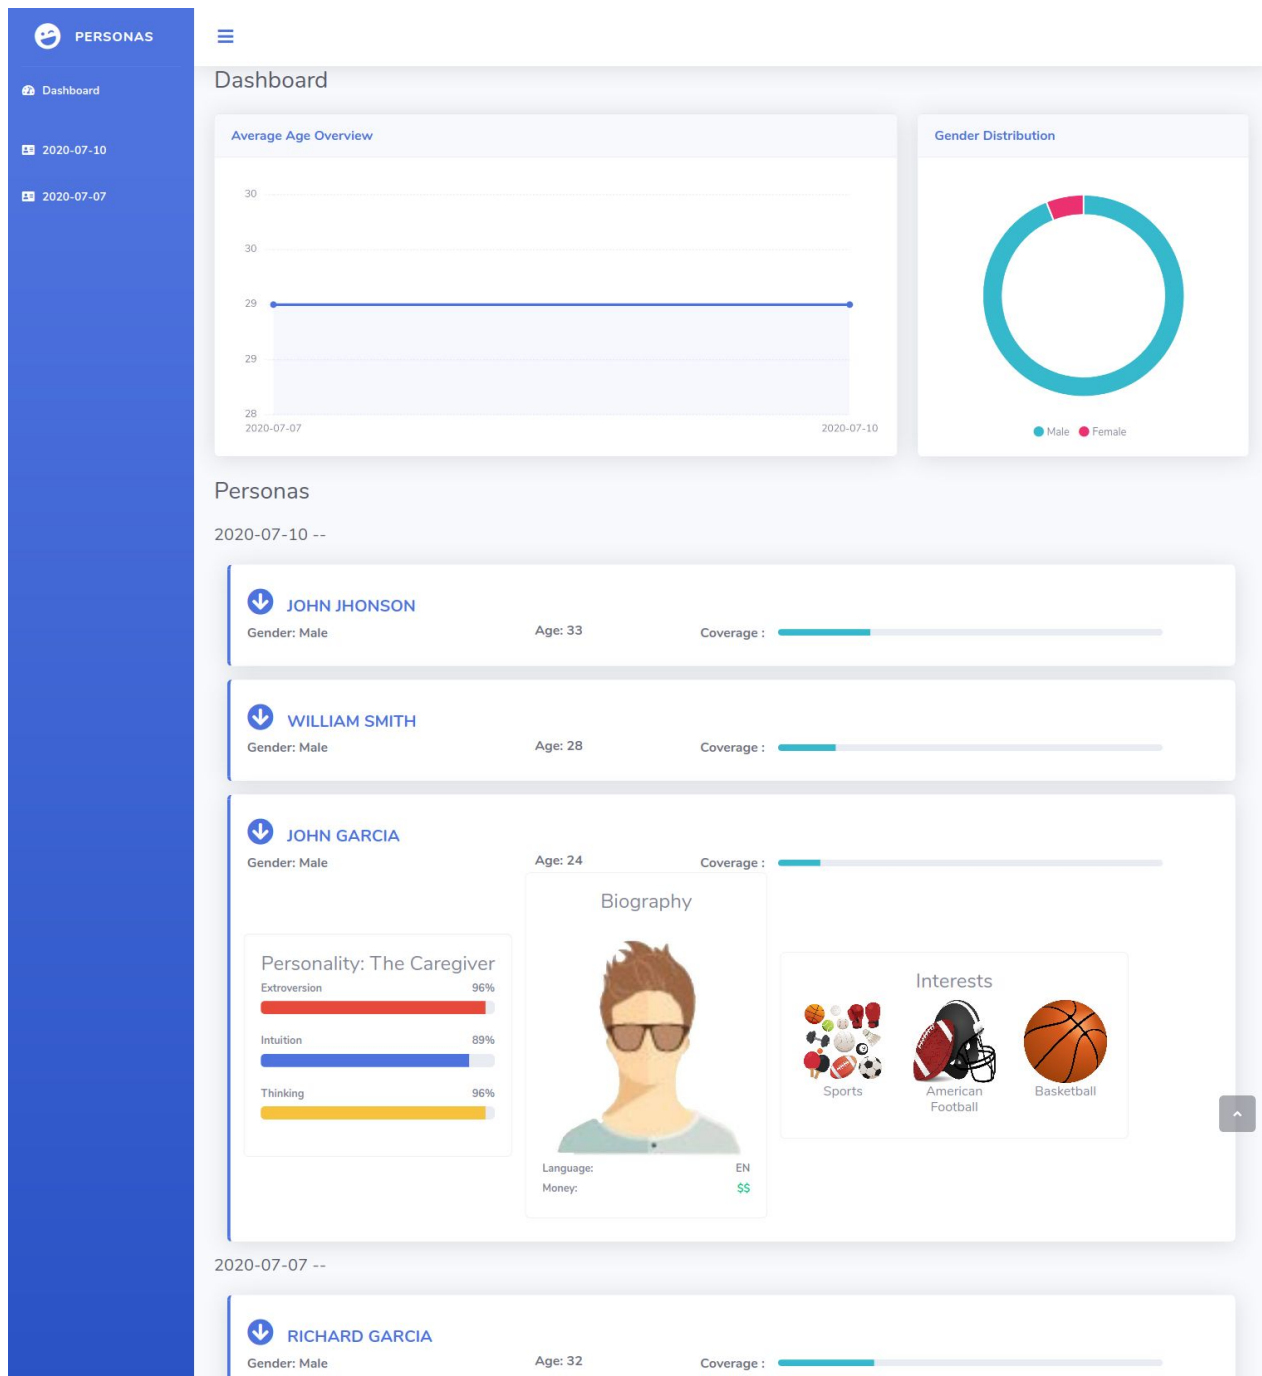 PERSONAS
Dashboard
2020-07-10
2020-07-07
Dashboard
Average Age Overview
30
30
29
29
28
2020-07-07
2020-07-10
Gender Distribution
Male
Female
Personas
2020-07-10 --
JOHN JHONSON
Gender: Male
Age: 33
Coverage :
WILLIAM SMITH
Gender: Male
Age: 28
Coverage :
JOHN GARCIA
Gender: Male
Age: 24
Coverage :
Personality: The Caregiver
Extroversion 96%
Intuition 89%
Thinking 96%
Biography
Language: EN
Money: $$
Interests
Sports
American
Football
Basketball
2020-07-07 --
RICHARD GARCIA
Gender: Male
Age: 32
Coverage :